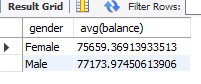 Result Grid Filter Rows:
gender avg(balance)
Female 75659.36913933513
Male 77173.97450613906